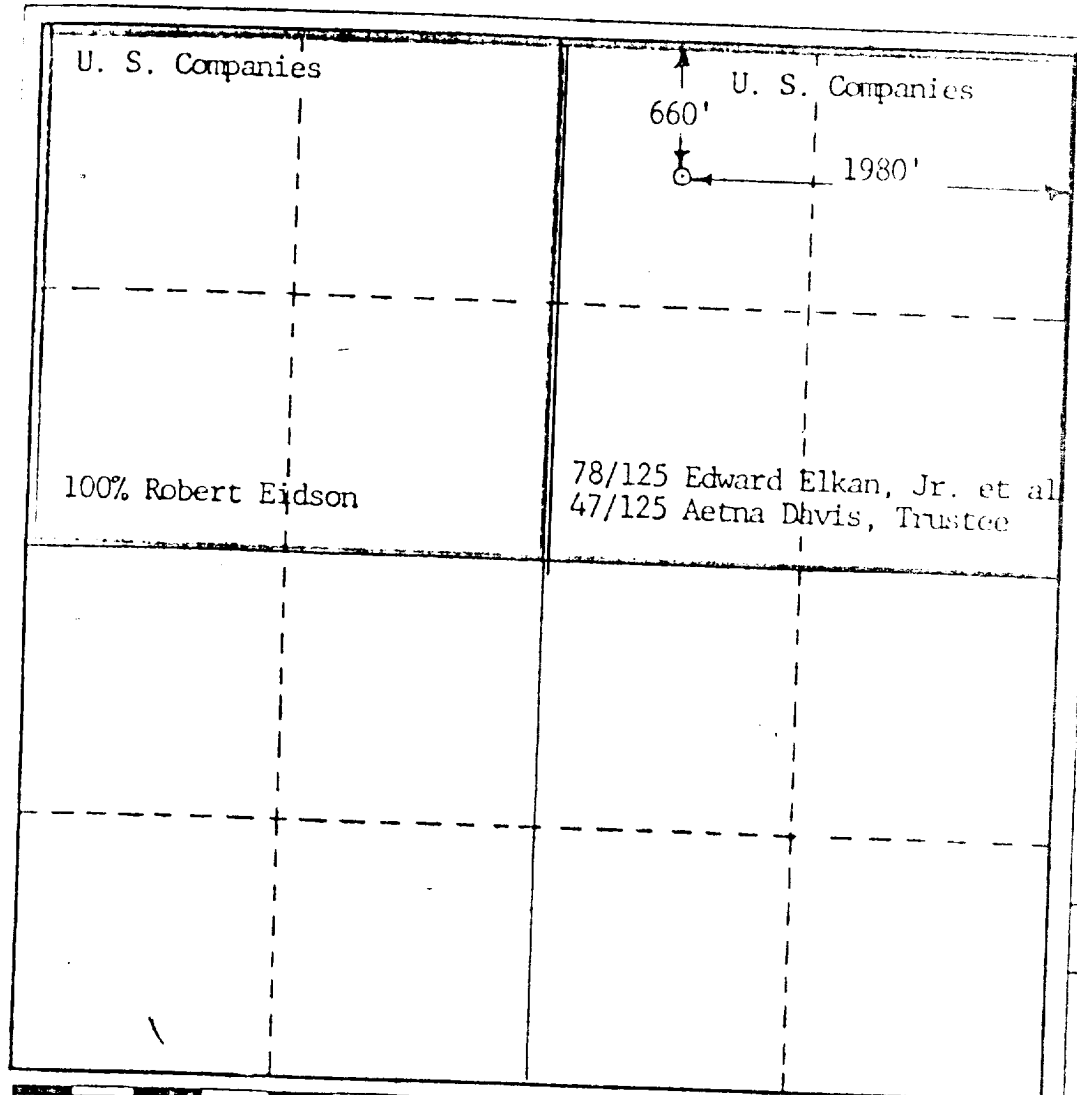 U. S. Companies
U. S. Companies
660'
1980'
100% Robert Eidson
78/125 Edward Elkan, Jr. et al
47/125 Aetna Davis, Trustee